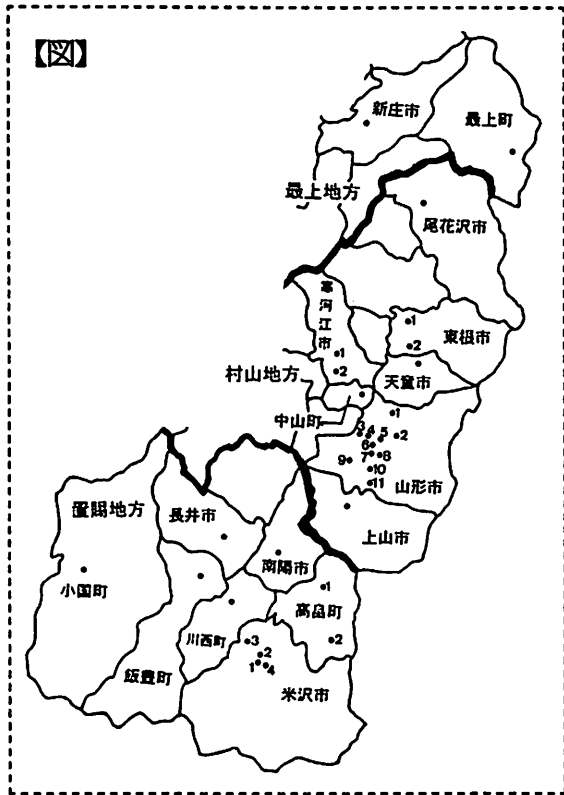 【図】
新庄市
最上町
最上地方
尾花沢市
寒河江市
1
2
1
2
東根市
村山地方
天童市
中山町
1
3
4
5
2
6
7
8
9
10
11
山形市
上山市
置賜地方
長井市
小国町
南陽市
1
高畠町
2
川西町
3
2
1
4
飯豊町
米沢市